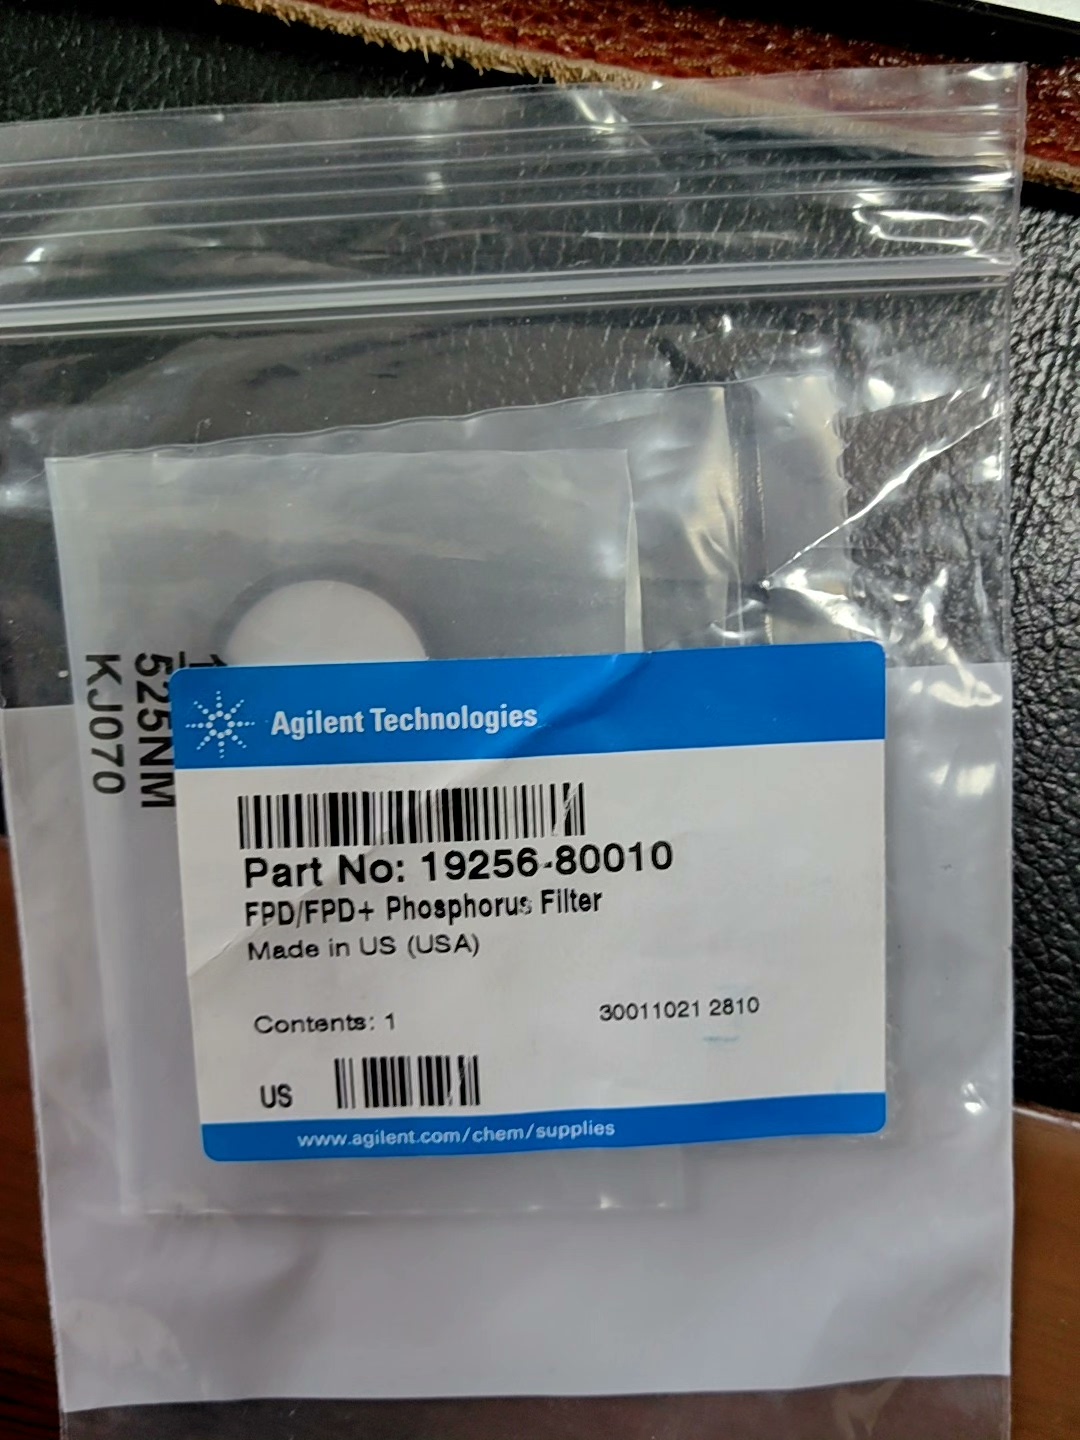 525NM
KJ070
Agilent Technologies
Part No: 19256-80010
FPD/FPD+ Phosphorus Filter
Made in US (USA)
Contents: 1
30011021 2810
US
www.agilent.com/chem/supplies